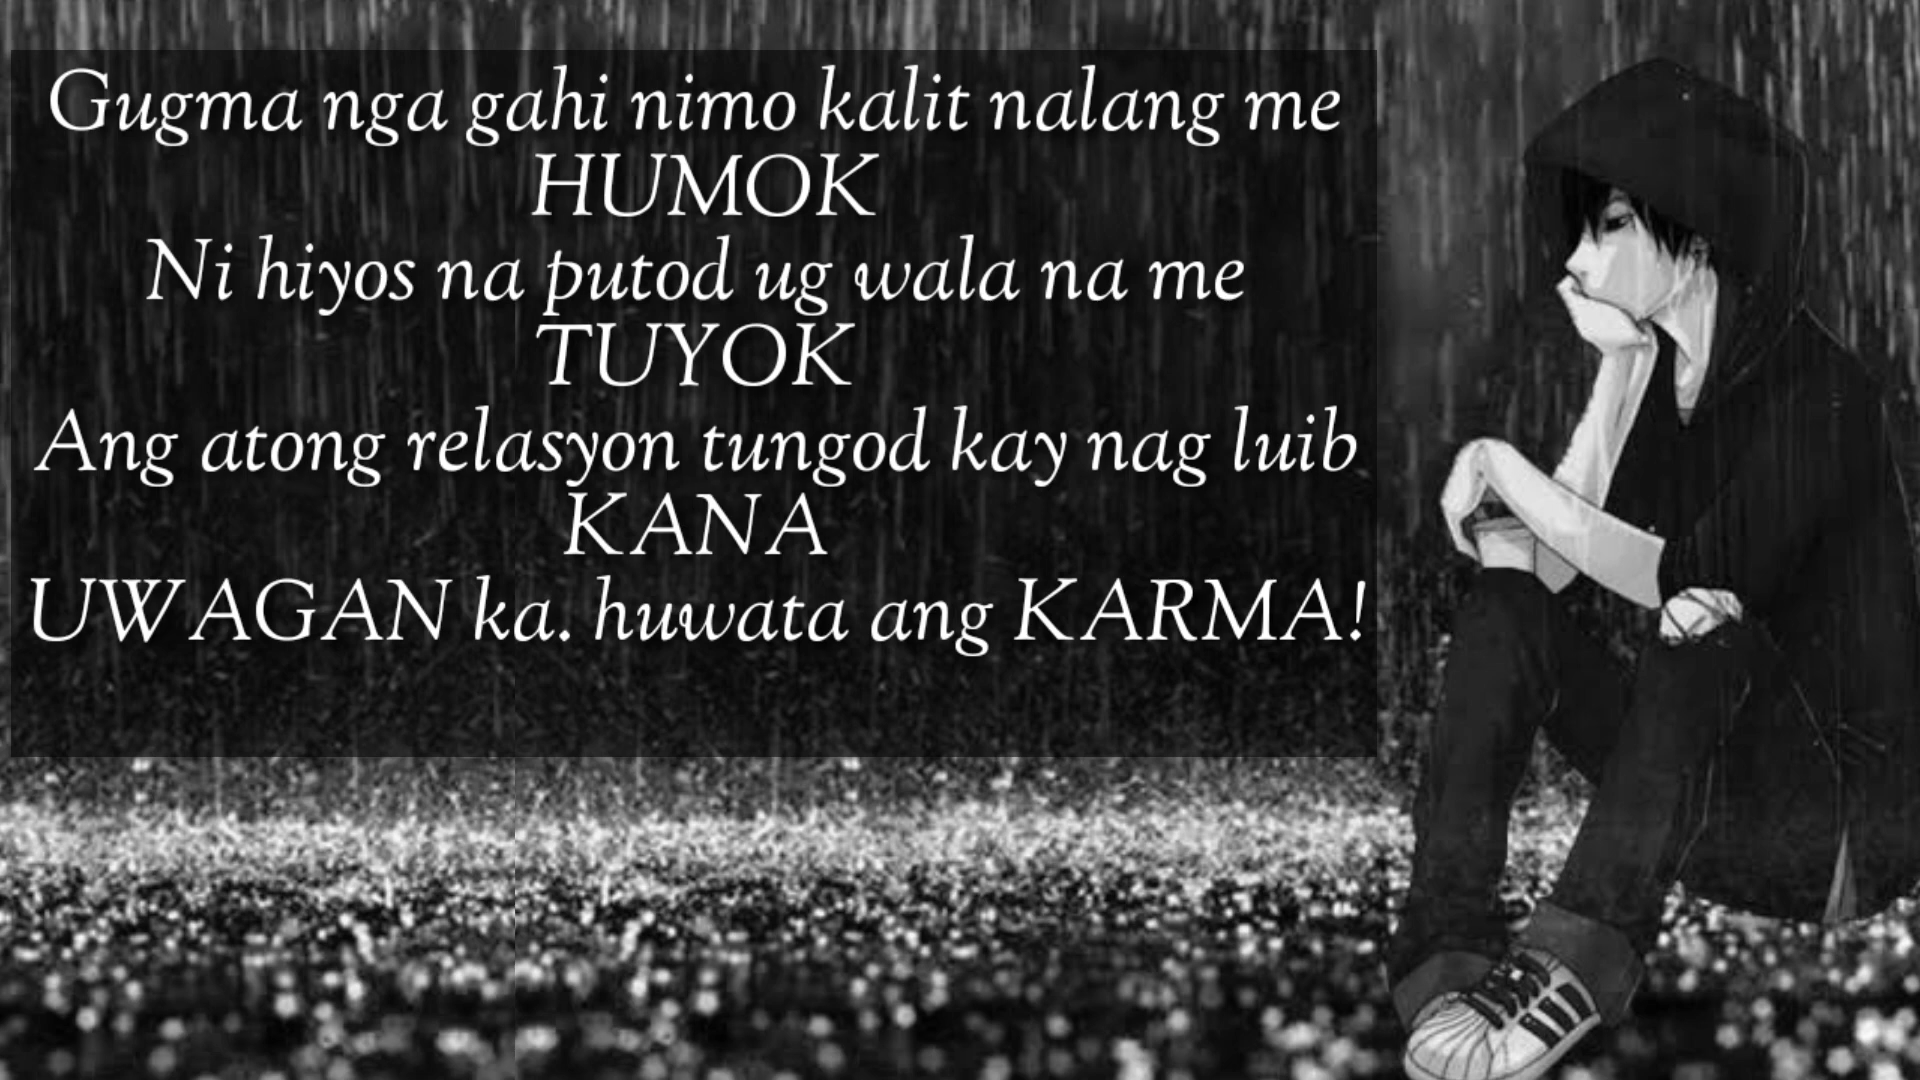 Gugma nga gahi nimo kalit nalang me
HUMOK
Ni hiyos na putod ug wala na me
TUYOK
Ang atong relasyon tungod kay nag luib
KANA
UWAGAN ka. huwata ang KARMA!